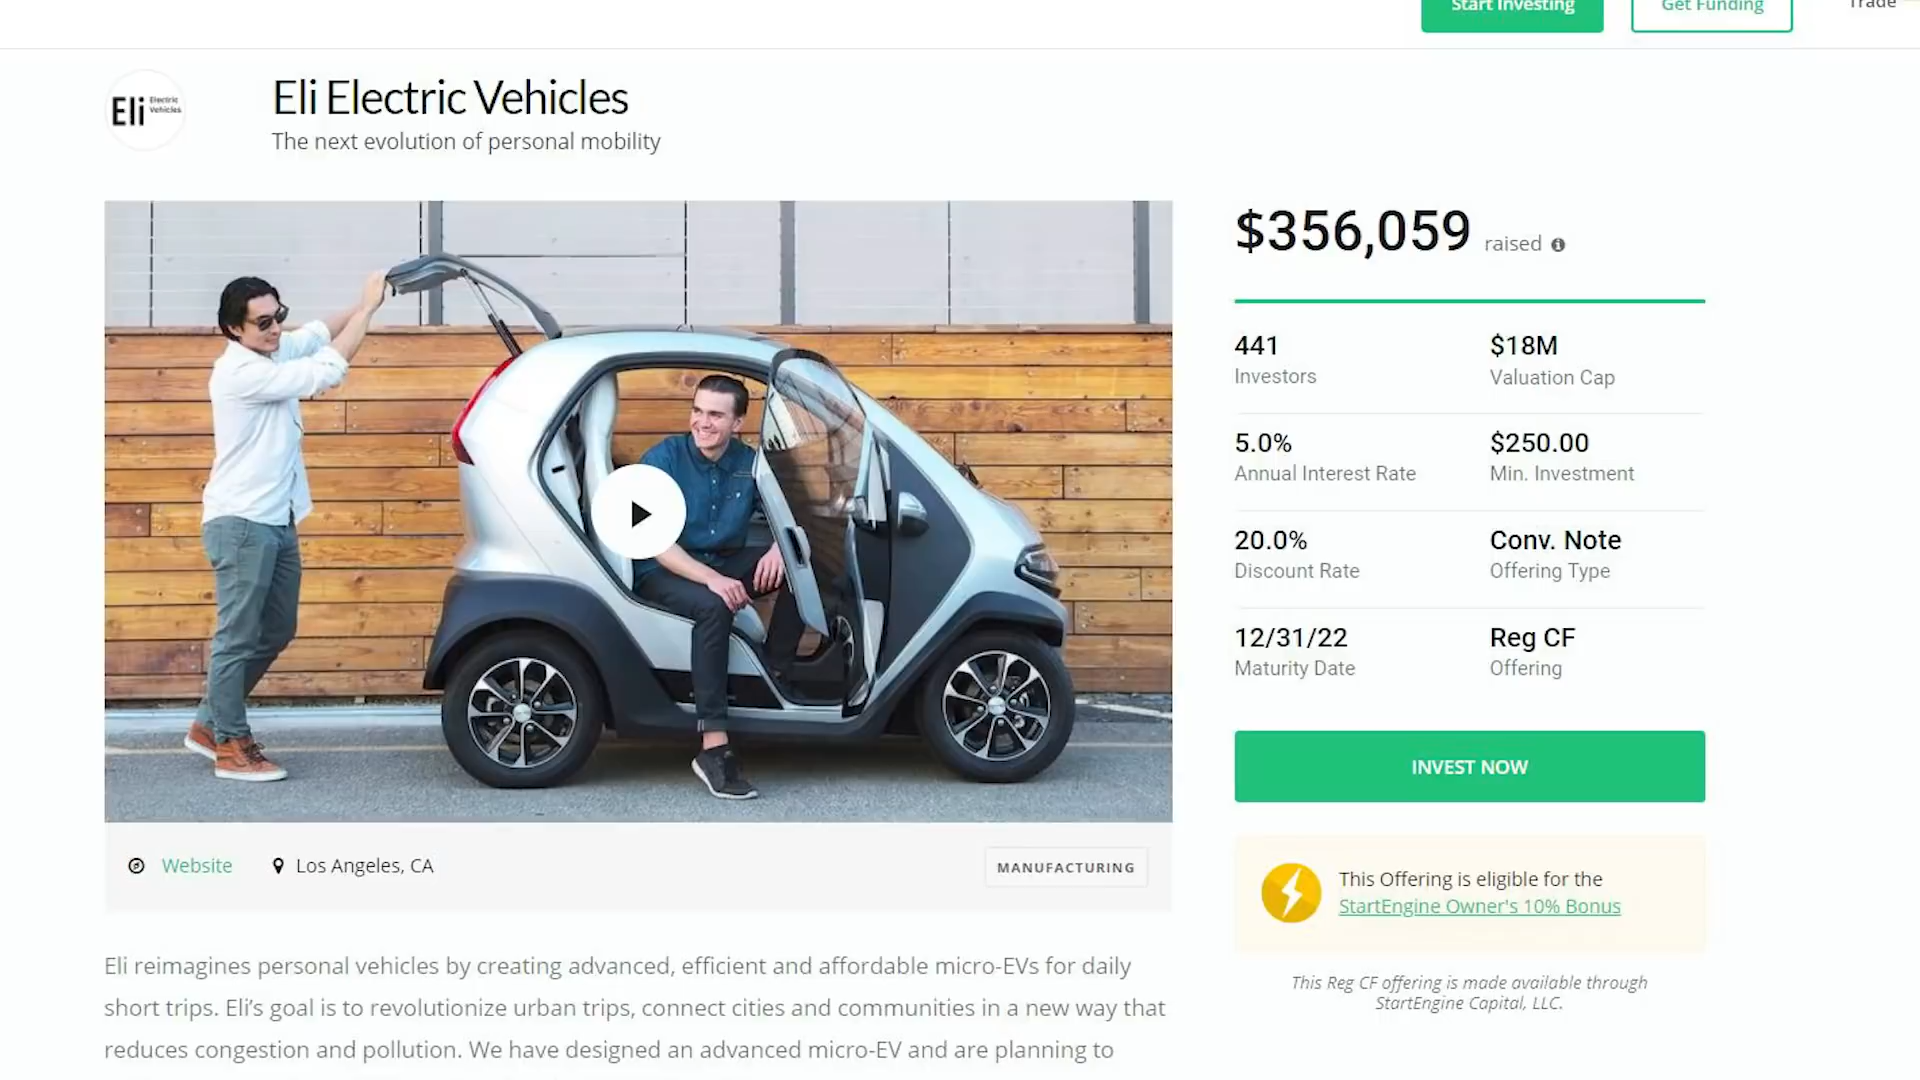 Start Investing
Get Funding
Trade
Eli Electric Vehicles
Eli Electric Vehicles
The next evolution of personal mobility
$356,059 raised
441
Investors
$18M
Valuation Cap
5.0%
Annual Interest Rate
$250.00
Min. Investment
20.0%
Discount Rate
Conv. Note
Offering Type
12/31/22
Maturity Date
Reg CF
Offering
INVEST NOW
Website
Los Angeles, CA
MANUFACTURING
This Offering is eligible for the
StartEngine Owner's 10% Bonus
This Reg CF offering is made available through
StartEngine Capital, LLC.
Eli reimagines personal vehicles by creating advanced, efficient and affordable micro-EVs for daily
short trips. Eli’s goal is to revolutionize urban trips, connect cities and communities in a new way that
reduces congestion and pollution. We have designed an advanced micro-EV and are planning to